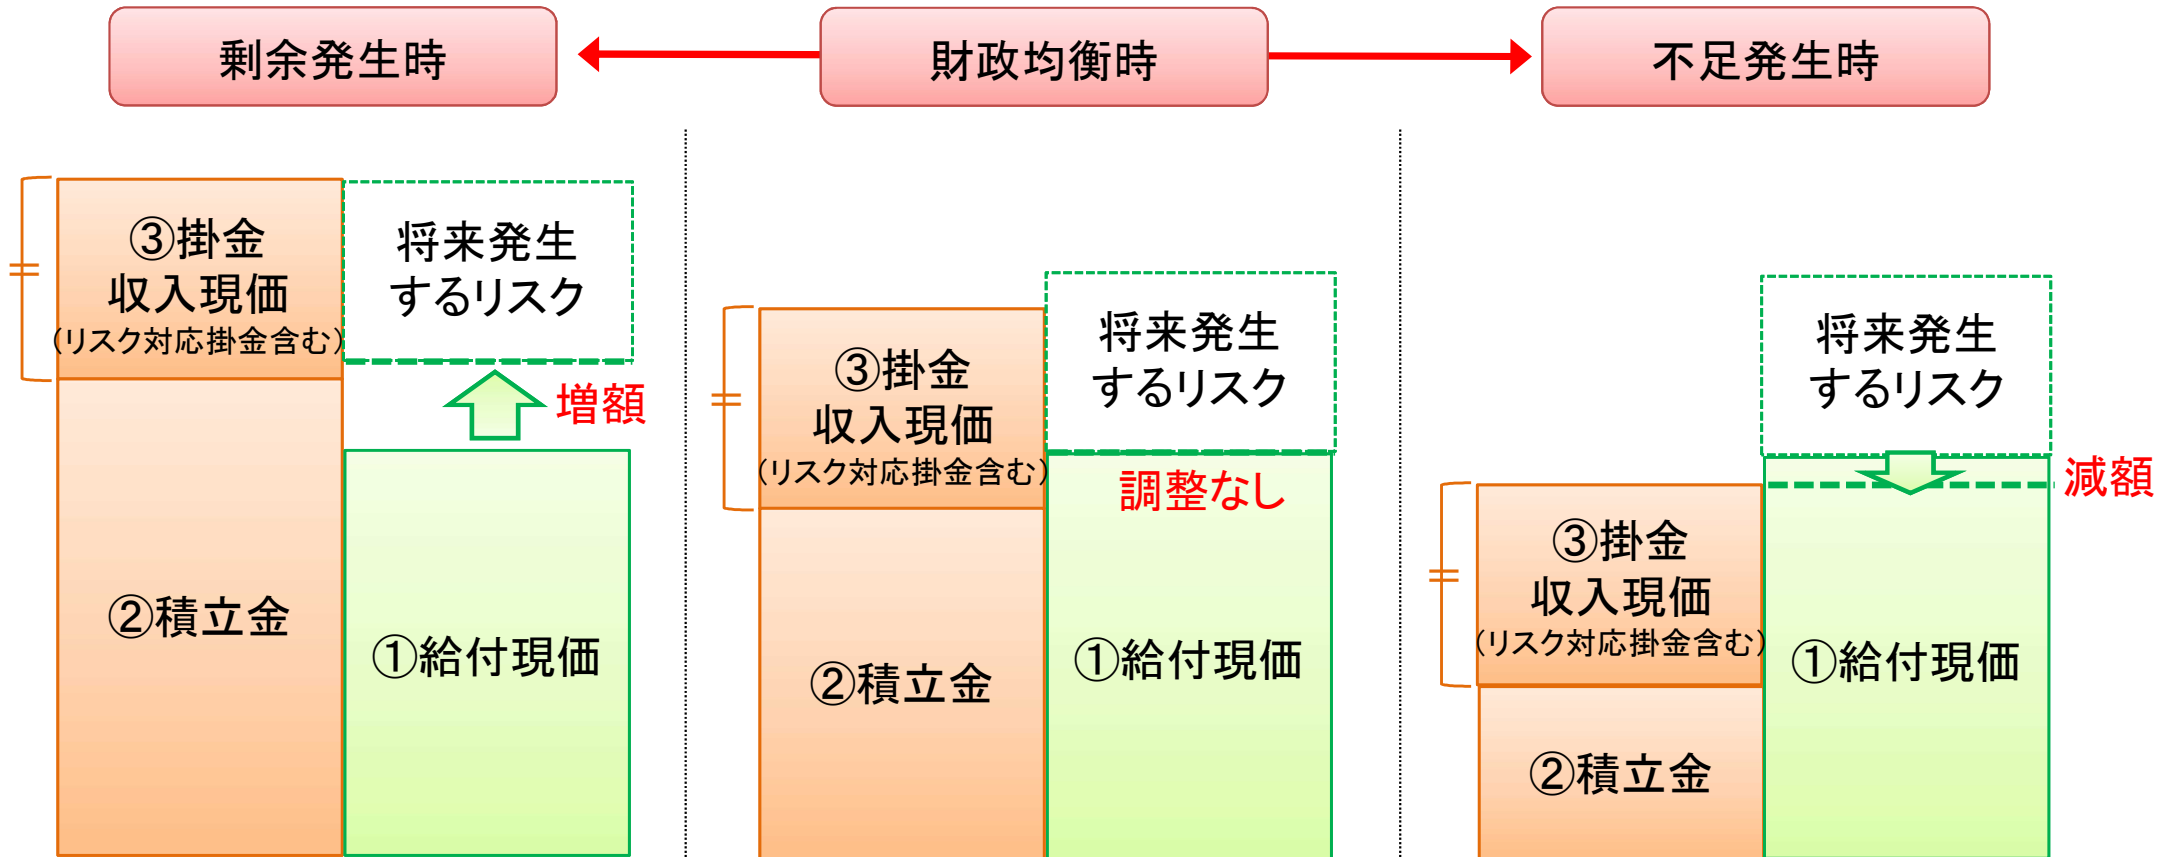 剰余発生時
財政均衡時
不足発生時
③掛金
収入現価
(リスク対応掛金含む)
将来発生
するリスク
増額
②積立金
①給付現価
③掛金
収入現価
(リスク対応掛金含む)
将来発生
するリスク
調整なし
②積立金
①給付現価
将来発生
するリスク
減額
③掛金
収入現価
(リスク対応掛金含む)
①給付現価
②積立金